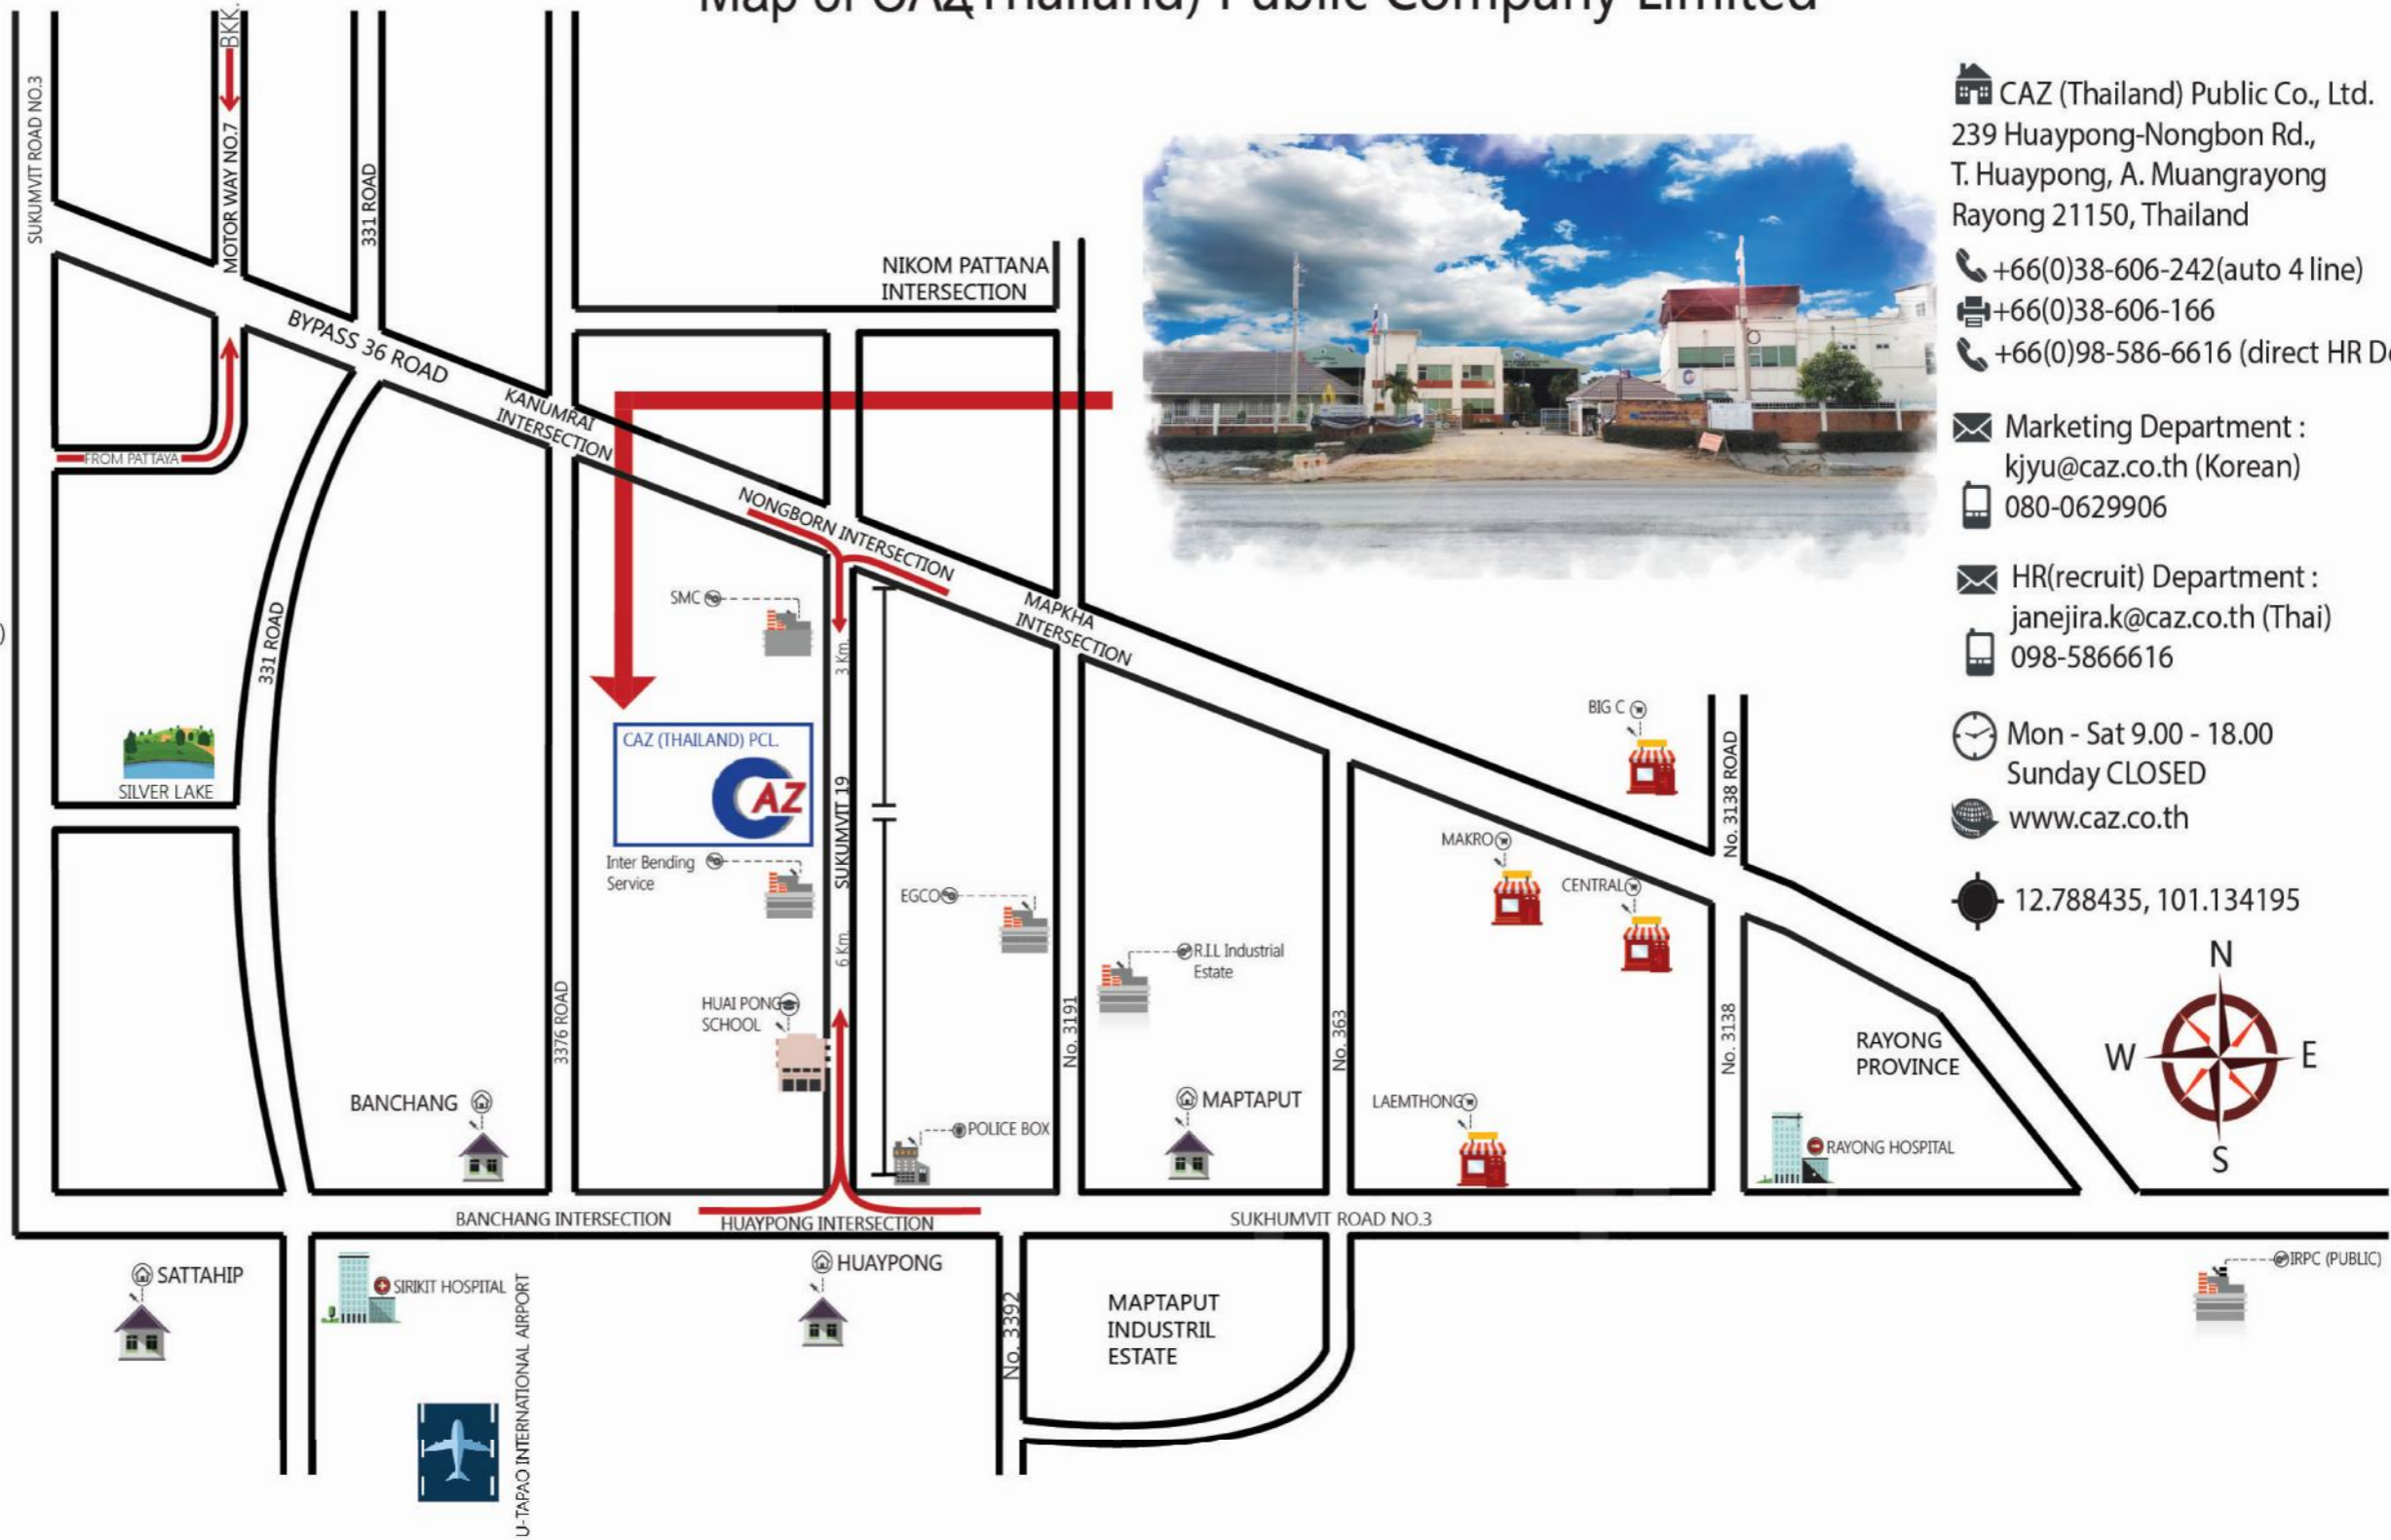 Map of CAZ(Thailand) Public Company Limited
CAZ (Thailand) Public Co., Ltd.
239 Huaypong-Nongbon Rd.,
T. Huaypong, A. Muangrayong
Rayong 21150, Thailand
+66(0)38-606-242(auto 4 line)
+66(0)38-606-166
+66(0)98-586-6616 (direct HR De
Marketing Department :
kjyu@caz.co.th (Korean)
080-0629906
HR(recruit) Department :
janejira.k@caz.co.th (Thai)
098-5866616
Mon - Sat 9.00 - 18.00
Sunday CLOSED
www.caz.co.th
12.788435, 101.134195
N
W
E
S
SUKUMVIT ROAD NO.3
BKK.
MOTOR WAY NO.7
331 ROAD
BYPASS 36 ROAD
NIKOM PATTANA
INTERSECTION
KANUMRAI
INTERSECTION
FROM PATTAYA
NONGBORN INTERSECTION
MAPKHA
INTERSECTION
SMC
3 Km.
331 ROAD
)
CAZ (THAILAND) PCL.
CAZ
SILVER LAKE
SUKUMVIT 19
Inter Bending
Service
EGCO
6 Km.
R.I.L Industrial
Estate
BIG C
No. 3138 ROAD
MAKRO
CENTRAL
HUAI PONG
SCHOOL
3376 ROAD
No. 3191
No. 363
No. 3138
RAYONG
PROVINCE
BANCHANG
POLICE BOX
MAPTAPUT
LAEMTHONG
RAYONG HOSPITAL
BANCHANG INTERSECTION
HUAYPONG INTERSECTION
SUKHUMVIT ROAD NO.3
SATTAHIP
SIRIKIT HOSPITAL
U-TAPAO INTERNATIONAL AIRPORT
HUAYPONG
No. 3392
MAPTAPUT
INDUSTRIL
ESTATE
IRPC (PUBLIC)